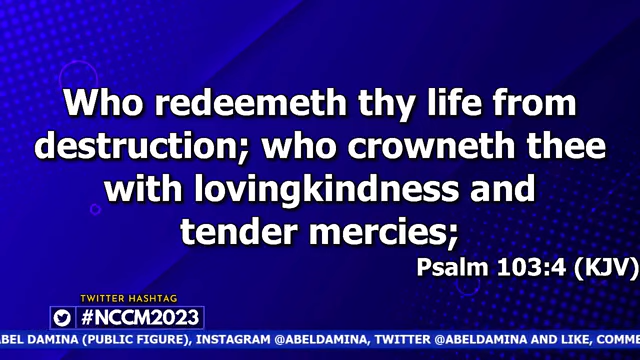 Who redeemeth thy life from
destruction; who crowneth thee
with lovingkindness and
tender mercies;
Psalm 103:4 (KJV)
TWITTER HASHTAG
#NCCM2023
ABEL DAMINA (PUBLIC FIGURE), INSTAGRAM @ABELDAMINA, TWITTER @ABELDAMINA AND LIKE, COMME